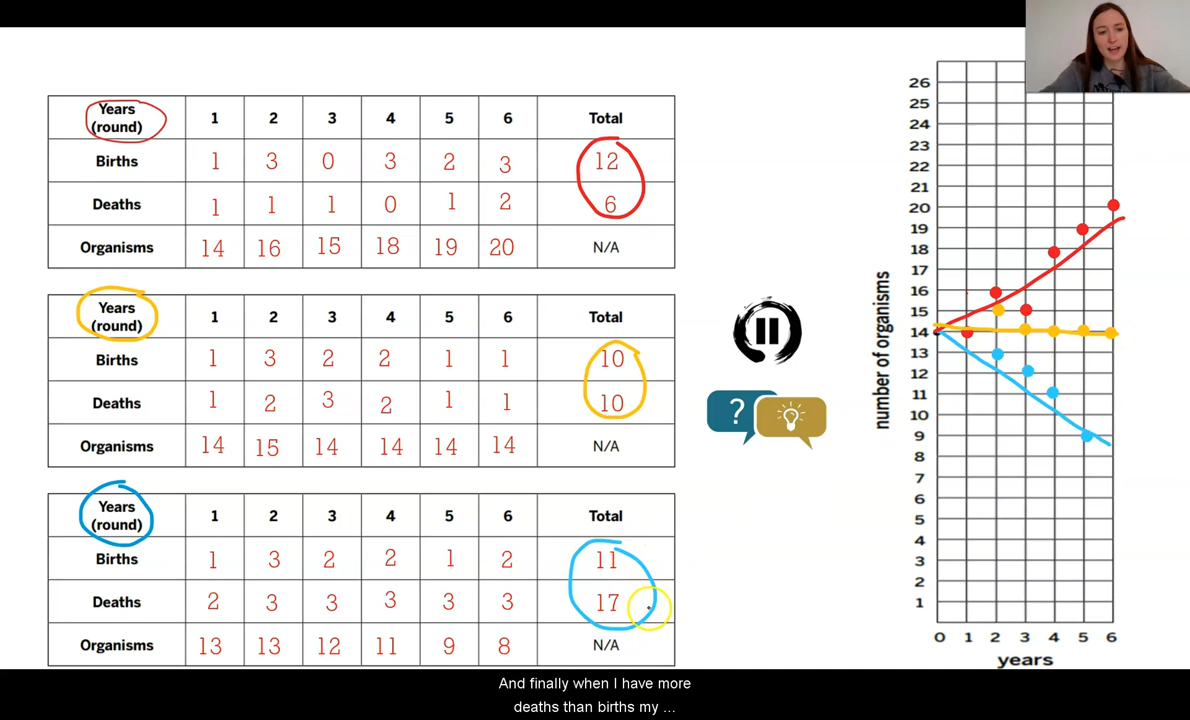 Years (round) 1 2 3 4 5 6 Total
Births 1 3 0 3 2 3 12
Deaths 1 1 1 0 1 2 6
Organisms 14 16 15 18 19 20 N/A
Years (round) 1 2 3 4 5 6 Total
Births 1 3 2 2 1 1 10
Deaths 1 2 3 2 1 1 10
Organisms 14 15 14 14 14 14 N/A
Years (round) 1 2 3 4 5 6 Total
Births 1 3 2 2 1 2 11
Deaths 2 3 3 3 3 3 17
Organisms 13 13 12 11 9 8 N/A
?
number of organisms
26
25
24
23
22
21
20
19
18
17
16
15
14
13
12
11
10
9
8
7
6
5
4
3
2
1
0 1 2 3 4 5 6
years
And finally when I have more
deaths than births my ...